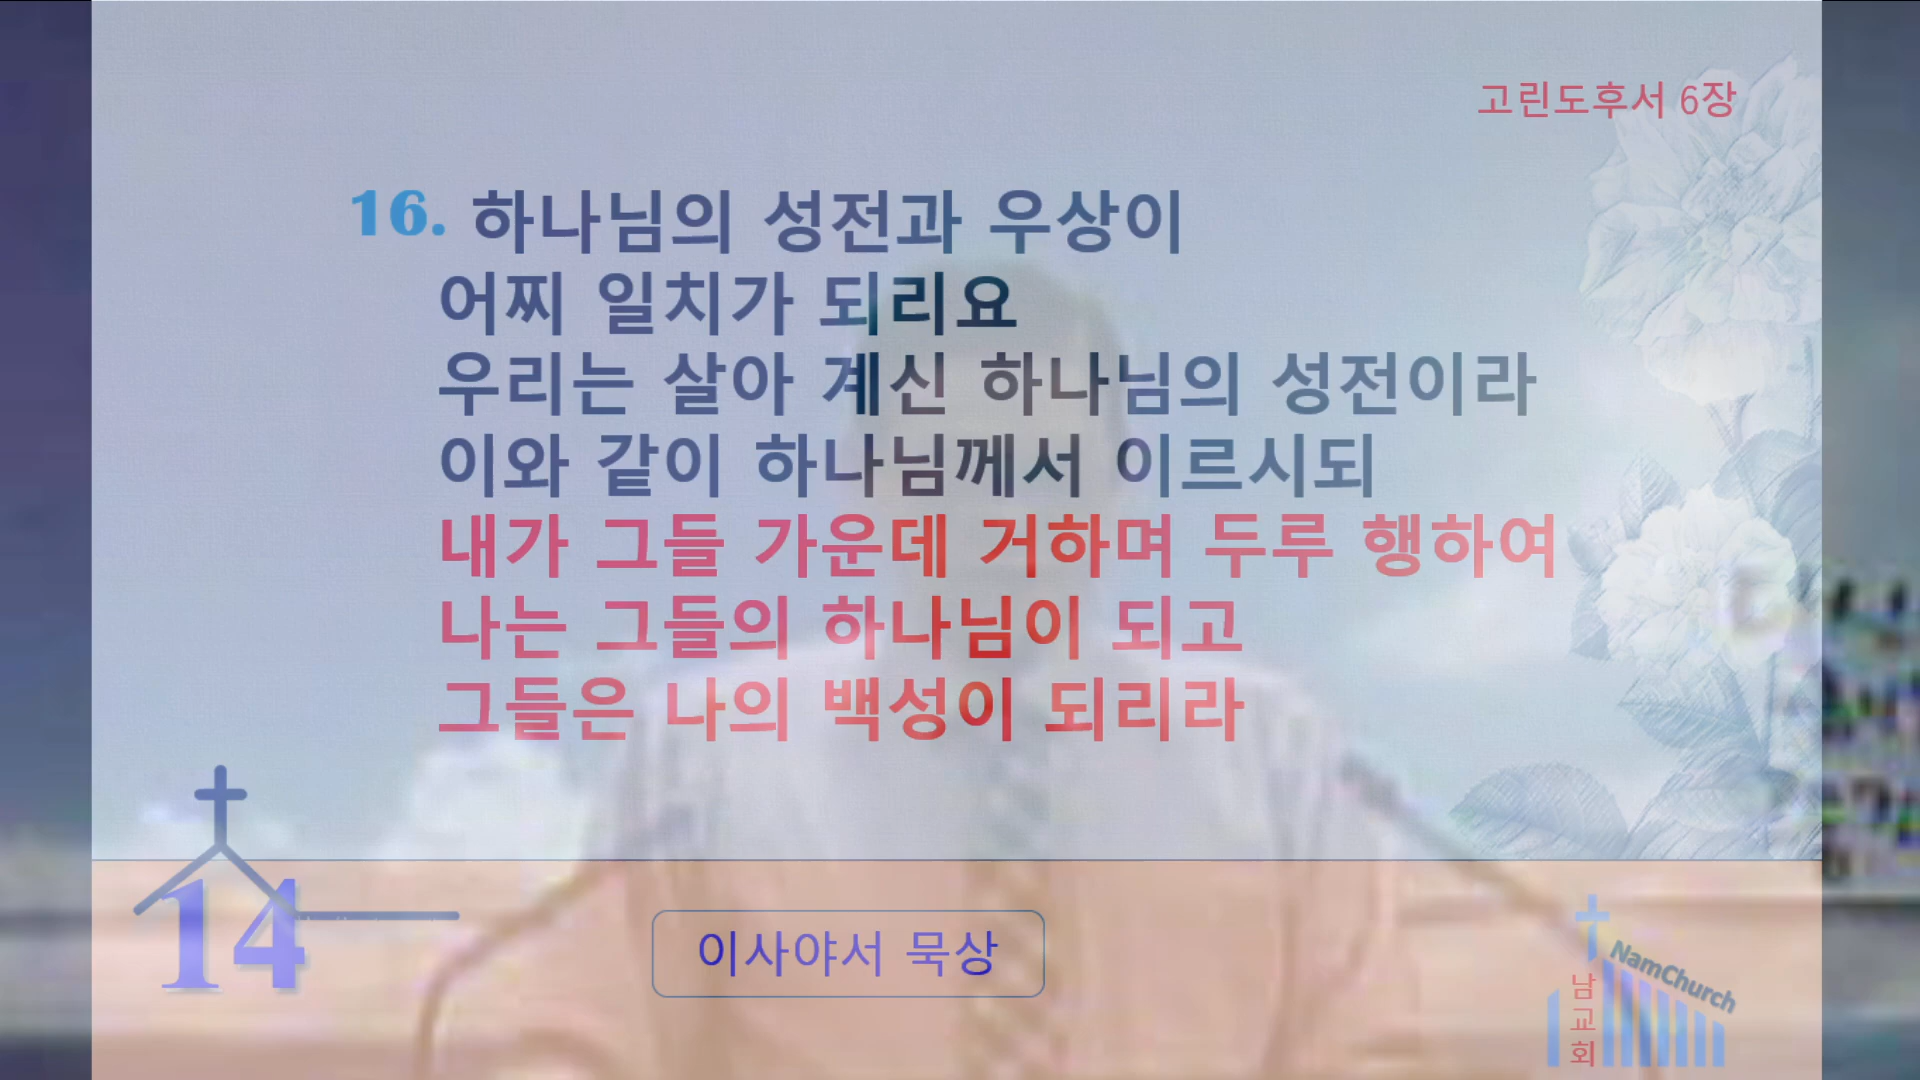 고린도후서 6장
16. 하나님의 성전과 우상이
어찌 일치가 되리요
우리는 살아 계신 하나님의 성전이라
이와 같이 하나님께서 이르시되
내가 그들 가운데 거하며 두루 행하여
나는 그들의 하나님이 되고
그들은 나의 백성이 되리라
14
이사야서 묵상
NamChurch
남교회